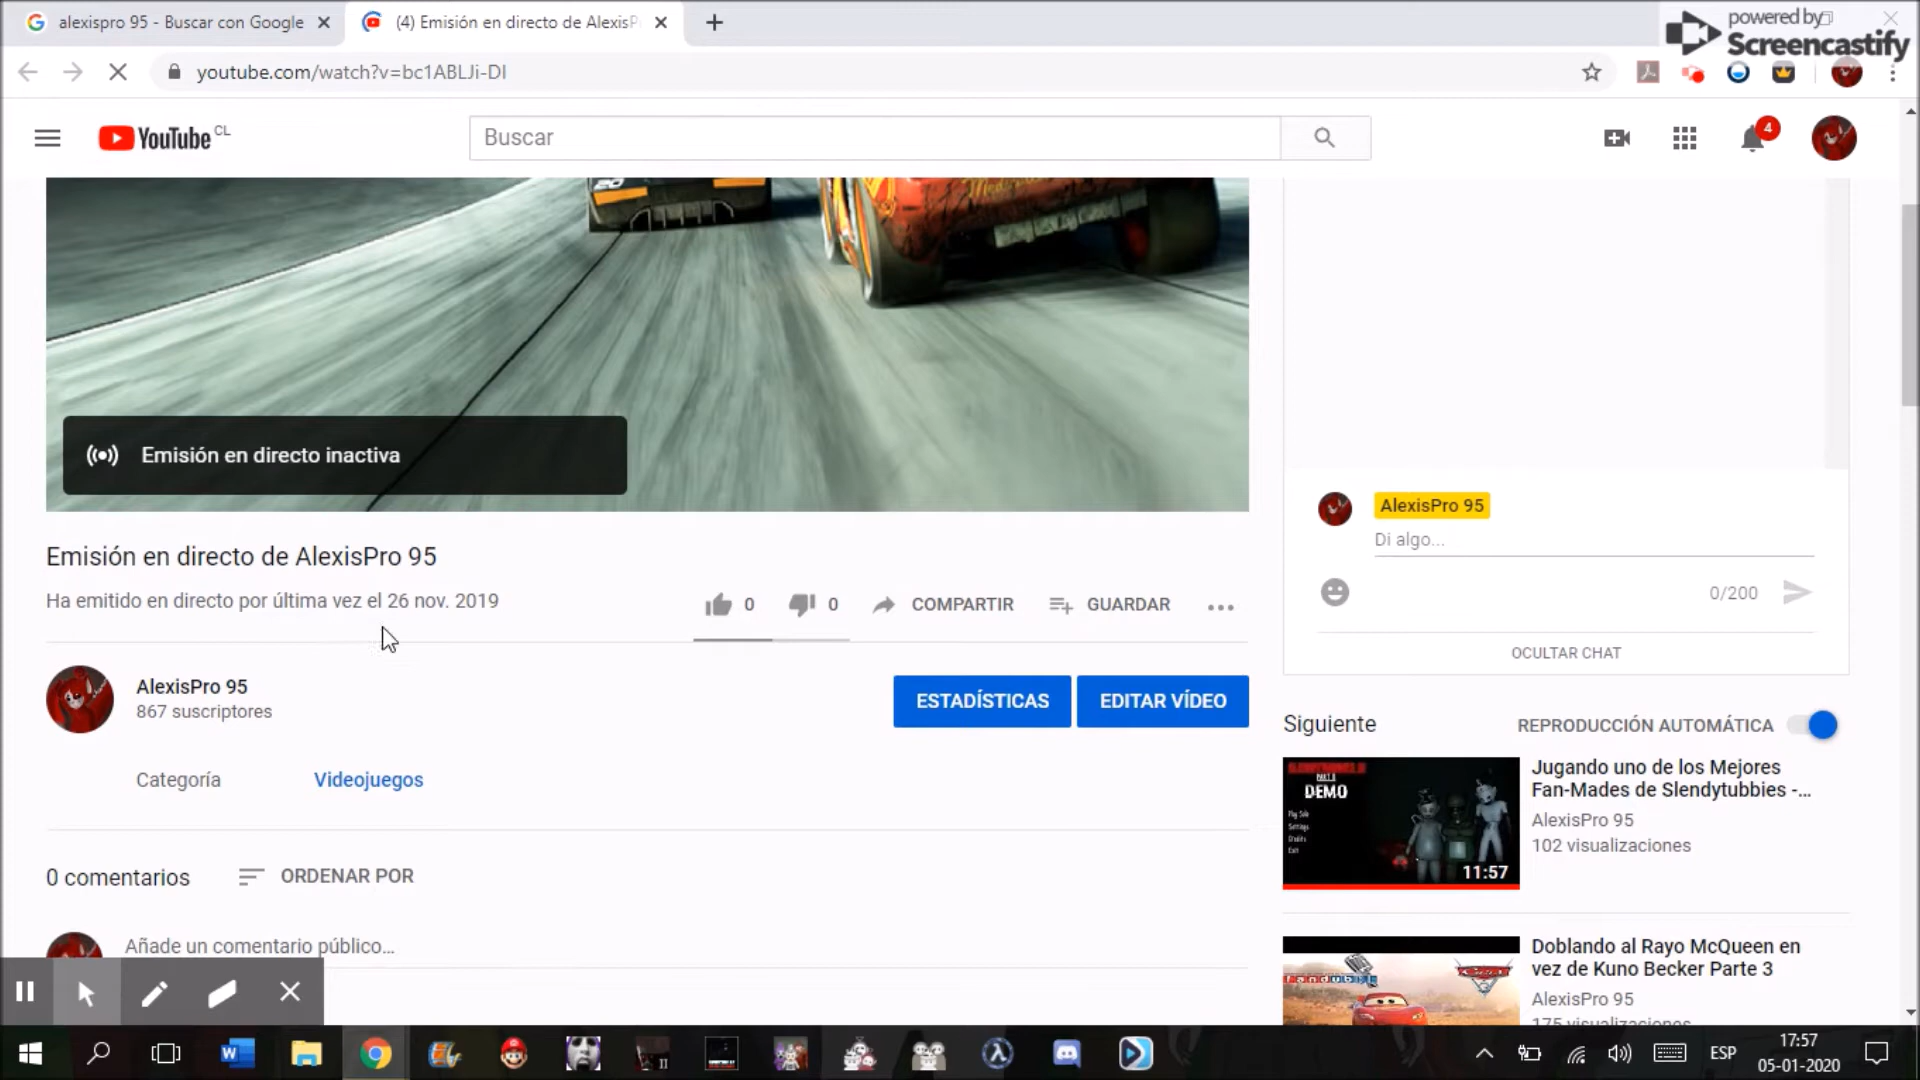 alexispro 95 - Buscar con Google
(4) Emisión en directo de AlexisP
powered by
Screencastify
youtube.com/watch?v=bc1ABLJi-DI
YouTube CL
Buscar
4
20
Emisión en directo inactiva
Emisión en directo de AlexisPro 95
Ha emitido en directo por última vez el 26 nov. 2019
0
0
COMPARTIR
GUARDAR
AlexisPro 95
867 suscriptores
ESTADÍSTICAS
EDITAR VÍDEO
Categoría
Videojuegos
0 comentarios
ORDENAR POR
Añade un comentario público...
AlexisPro 95
Di algo...
0/200
OCULTAR CHAT
Siguiente
REPRODUCCIÓN AUTOMÁTICA
DEMO
11:57
Jugando uno de los Mejores
Fan-Mades de Slendytubbies -...
AlexisPro 95
102 visualizaciones
Doblando al Rayo McQueen en
vez de Kuno Becker Parte 3
AlexisPro 95
175 visualizaciones
ESP
17:57
05-01-2020